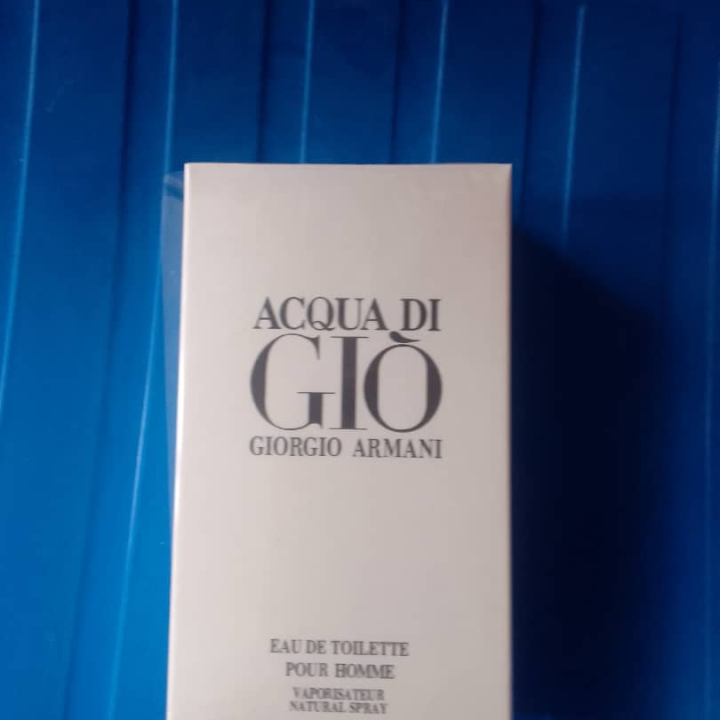 ACQUA DI
GIÒ
GIORGIO ARMANI
EAU DE TOILETTE
POUR HOMME
VAPORISATEUR
NATURAL SPRAY